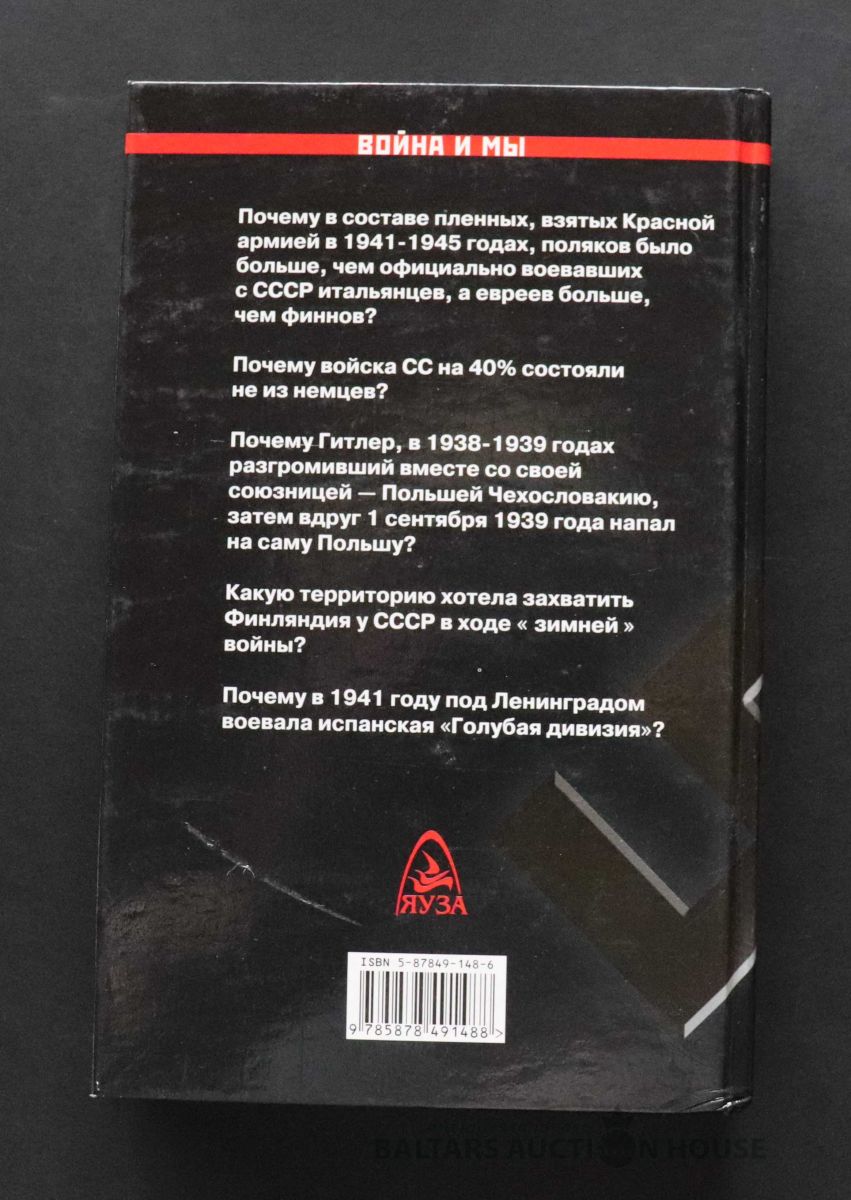 ВОЙНА И МЫ
Почему в составе пленных, взятых Красной
армией в 1941-1945 годах, поляков было
больше, чем официально воевавших
с СССР итальянцев, а евреев больше,
чем финнов?
Почему войска СС на 40% состояли
не из немцев?
Почему Гитлер, в 1938-1939 годах
разгромивший вместе со своей
союзницей — Польшей Чехословакию,
затем вдруг 1 сентября 1939 года напал
на саму Польшу?
Какую территорию хотела захватить
Финляндия у СССР в ходе « зимней »
войны?
Почему в 1941 году под Ленинградом
воевала испанская «Голубая дивизия»?
ЯУЗА
ISBN 5-87849-148-6
9 785878 491488 >
BALTARS AUCTION HOUSE